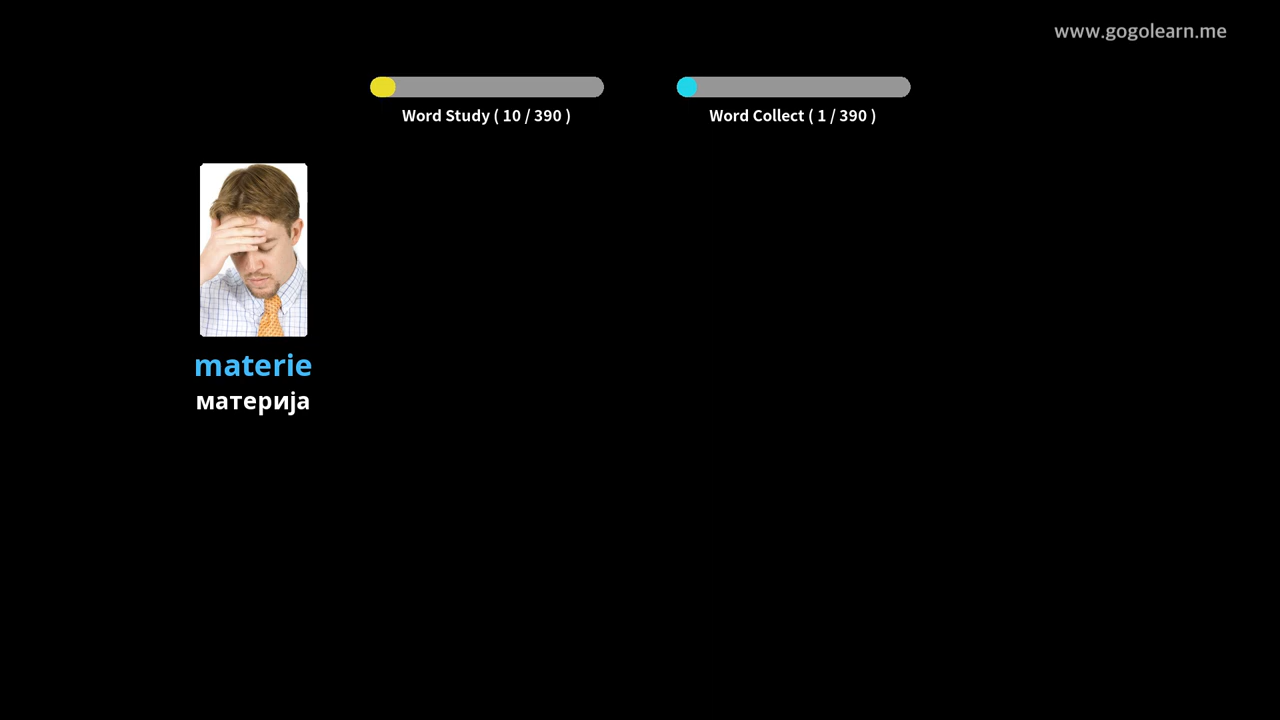 www.gogolearn.me
Word Study ( 10 / 390 )
Word Collect ( 1 / 390 )
materie
материја